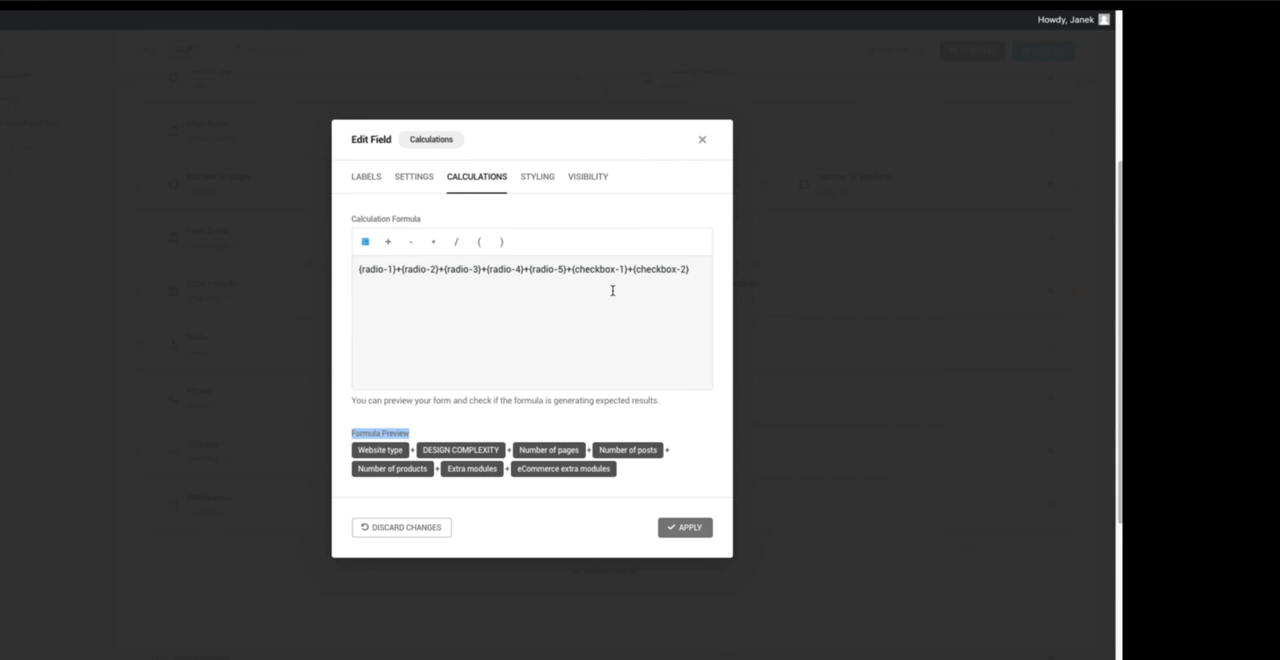 Howdy, Janek
Edit Field Calculations
LABELS SETTINGS CALCULATIONS STYLING VISIBILITY
Calculation Formula
+ - * / ( )
{radio-1}+{radio-2}+{radio-3}+{radio-4}+{radio-5}+{checkbox-1}+{checkbox-2}
You can preview your form and check if the formula is generating expected results.
Formula Preview
Website type + DESIGN COMPLEXITY + Number of pages + Number of posts +
Number of products + Extra modules + eCommerce extra modules
DISCARD CHANGES APPLY